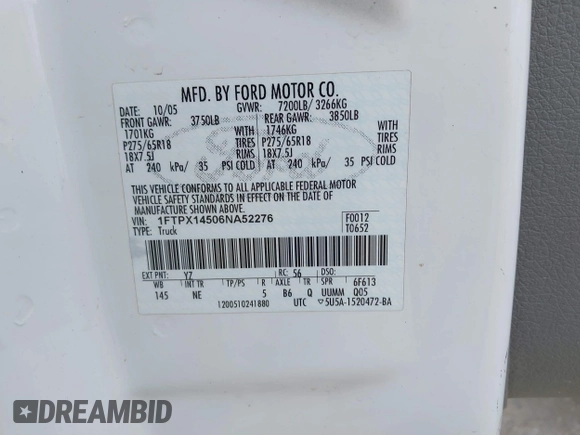 MFD. BY FORD MOTOR CO.
DATE: 10/05 GVWR: 7200LB/ 3266KG
FRONT GAWR: 3750LB REAR GAWR: 3850LB
1701KG WITH 1746KG WITH
P275/65R18 TIRES P275/65R18 TIRES
18X7.5J RIMS 18X7.5J RIMS
AT 240 kPa/ 35 PSI COLD AT 240 kPa/ 35 PSI COLD
THIS VEHICLE CONFORMS TO ALL APPLICABLE FEDERAL MOTOR
VEHICLE SAFETY STANDARDS IN EFFECT ON THE DATE OF
MANUFACTURE SHOWN ABOVE.
VIN: 1FTPX14506NA52276 F0012
TYPE: Truck T0652
EXT PNT: YZ RC: 56 DSO:
WB INT TR TP/PS R AXLE TR SPR 6F613
145 NE 5 B6 Q UUMM Q05
1200510241880 UTC 5U5A-1520472-BA
DREAMBID